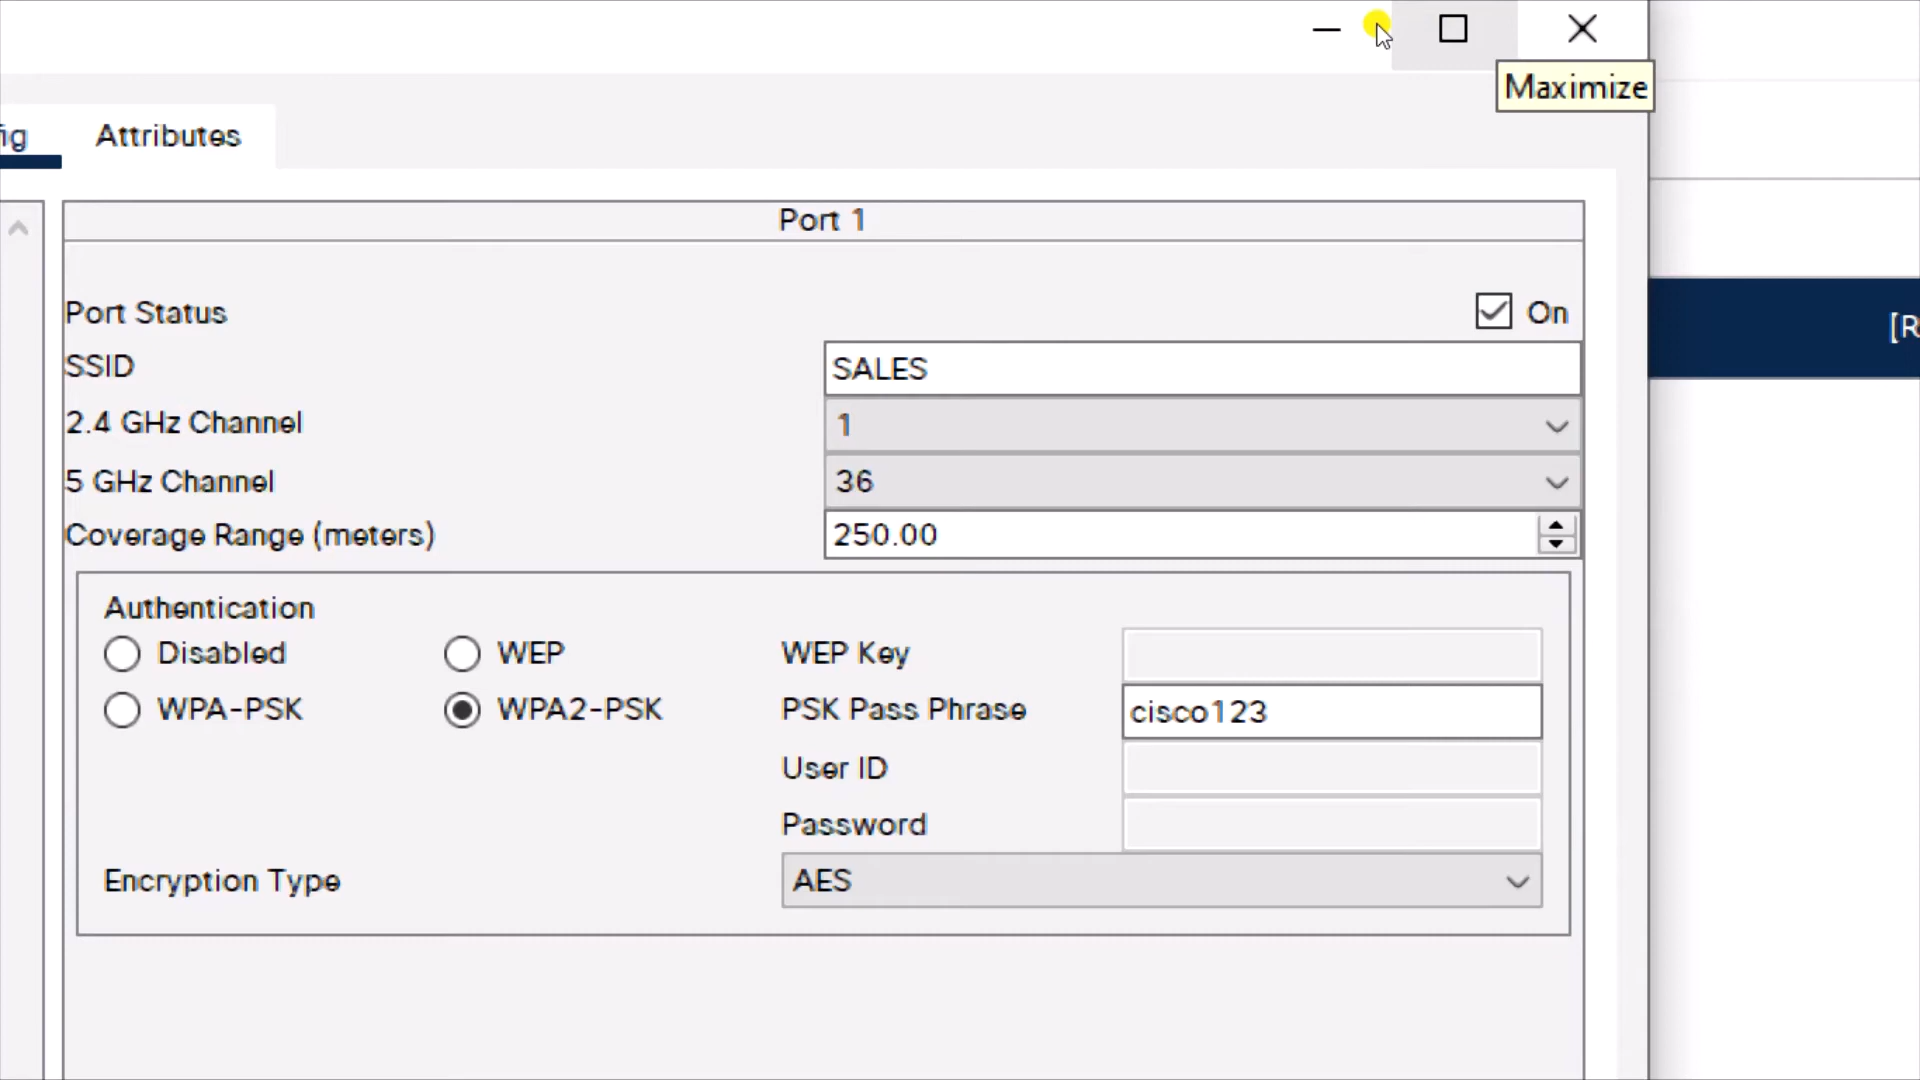 Maximize
ig
Attributes
Port 1
Port Status
On
SSID
SALES
[R
2.4 GHz Channel
1
5 GHz Channel
36
Coverage Range (meters)
250.00
Authentication
Disabled
WEP
WEP Key
WPA-PSK
WPA2-PSK
PSK Pass Phrase
cisco123
User ID
Password
Encryption Type
AES